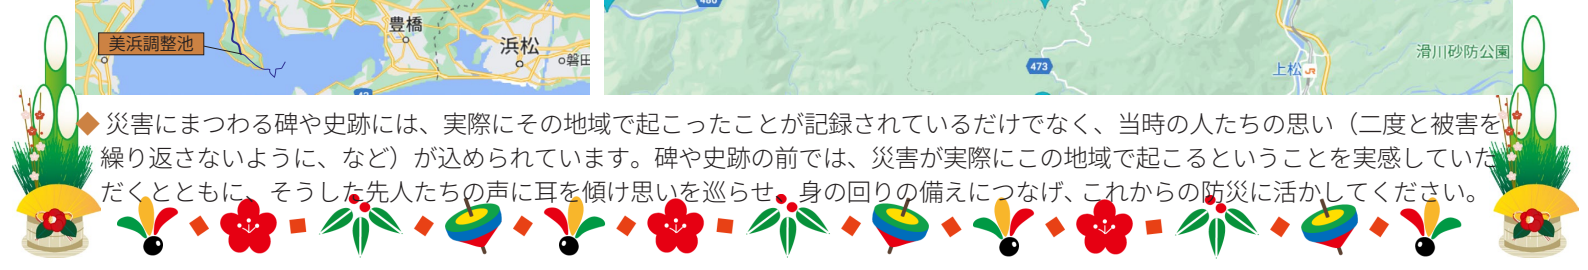 486
豊橋
美浜調整池
浜松
磐田
473
上松
JR
滑川砂防公園
◆災害にまつわる碑や史跡には、実際にその地域で起こったことが記録されているだけでなく、当時の人たちの思い（二度と被害を
繰り返さないように、など）が込められています。碑や史跡の前では、災害が実際にこの地域で起こるということを実感していた
だくとともに、そうした先人たちの声に耳を傾け思いを巡らせ、身の回りの備えにつなげ、これからの防災に活かしてください。